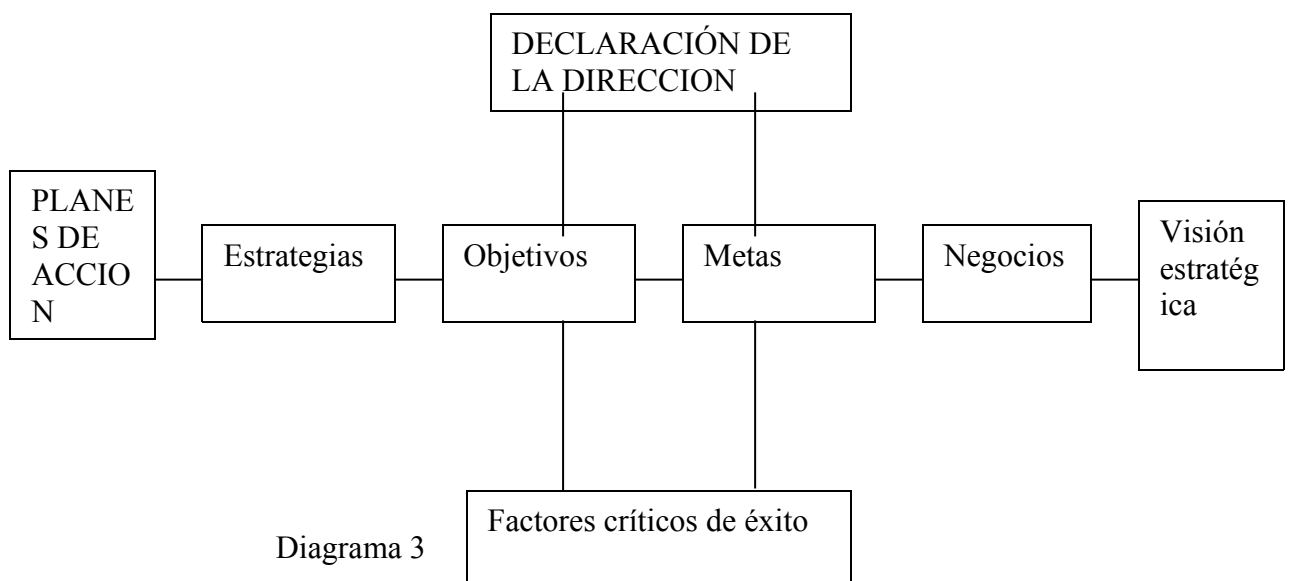 DECLARACIÓN DE
LA DIRECCION
PLANE
S DE
ACCIO
N
Estrategias
Objetivos
Metas
Negocios
Visión
estratég
ica
Factores críticos de éxito
Diagrama 3